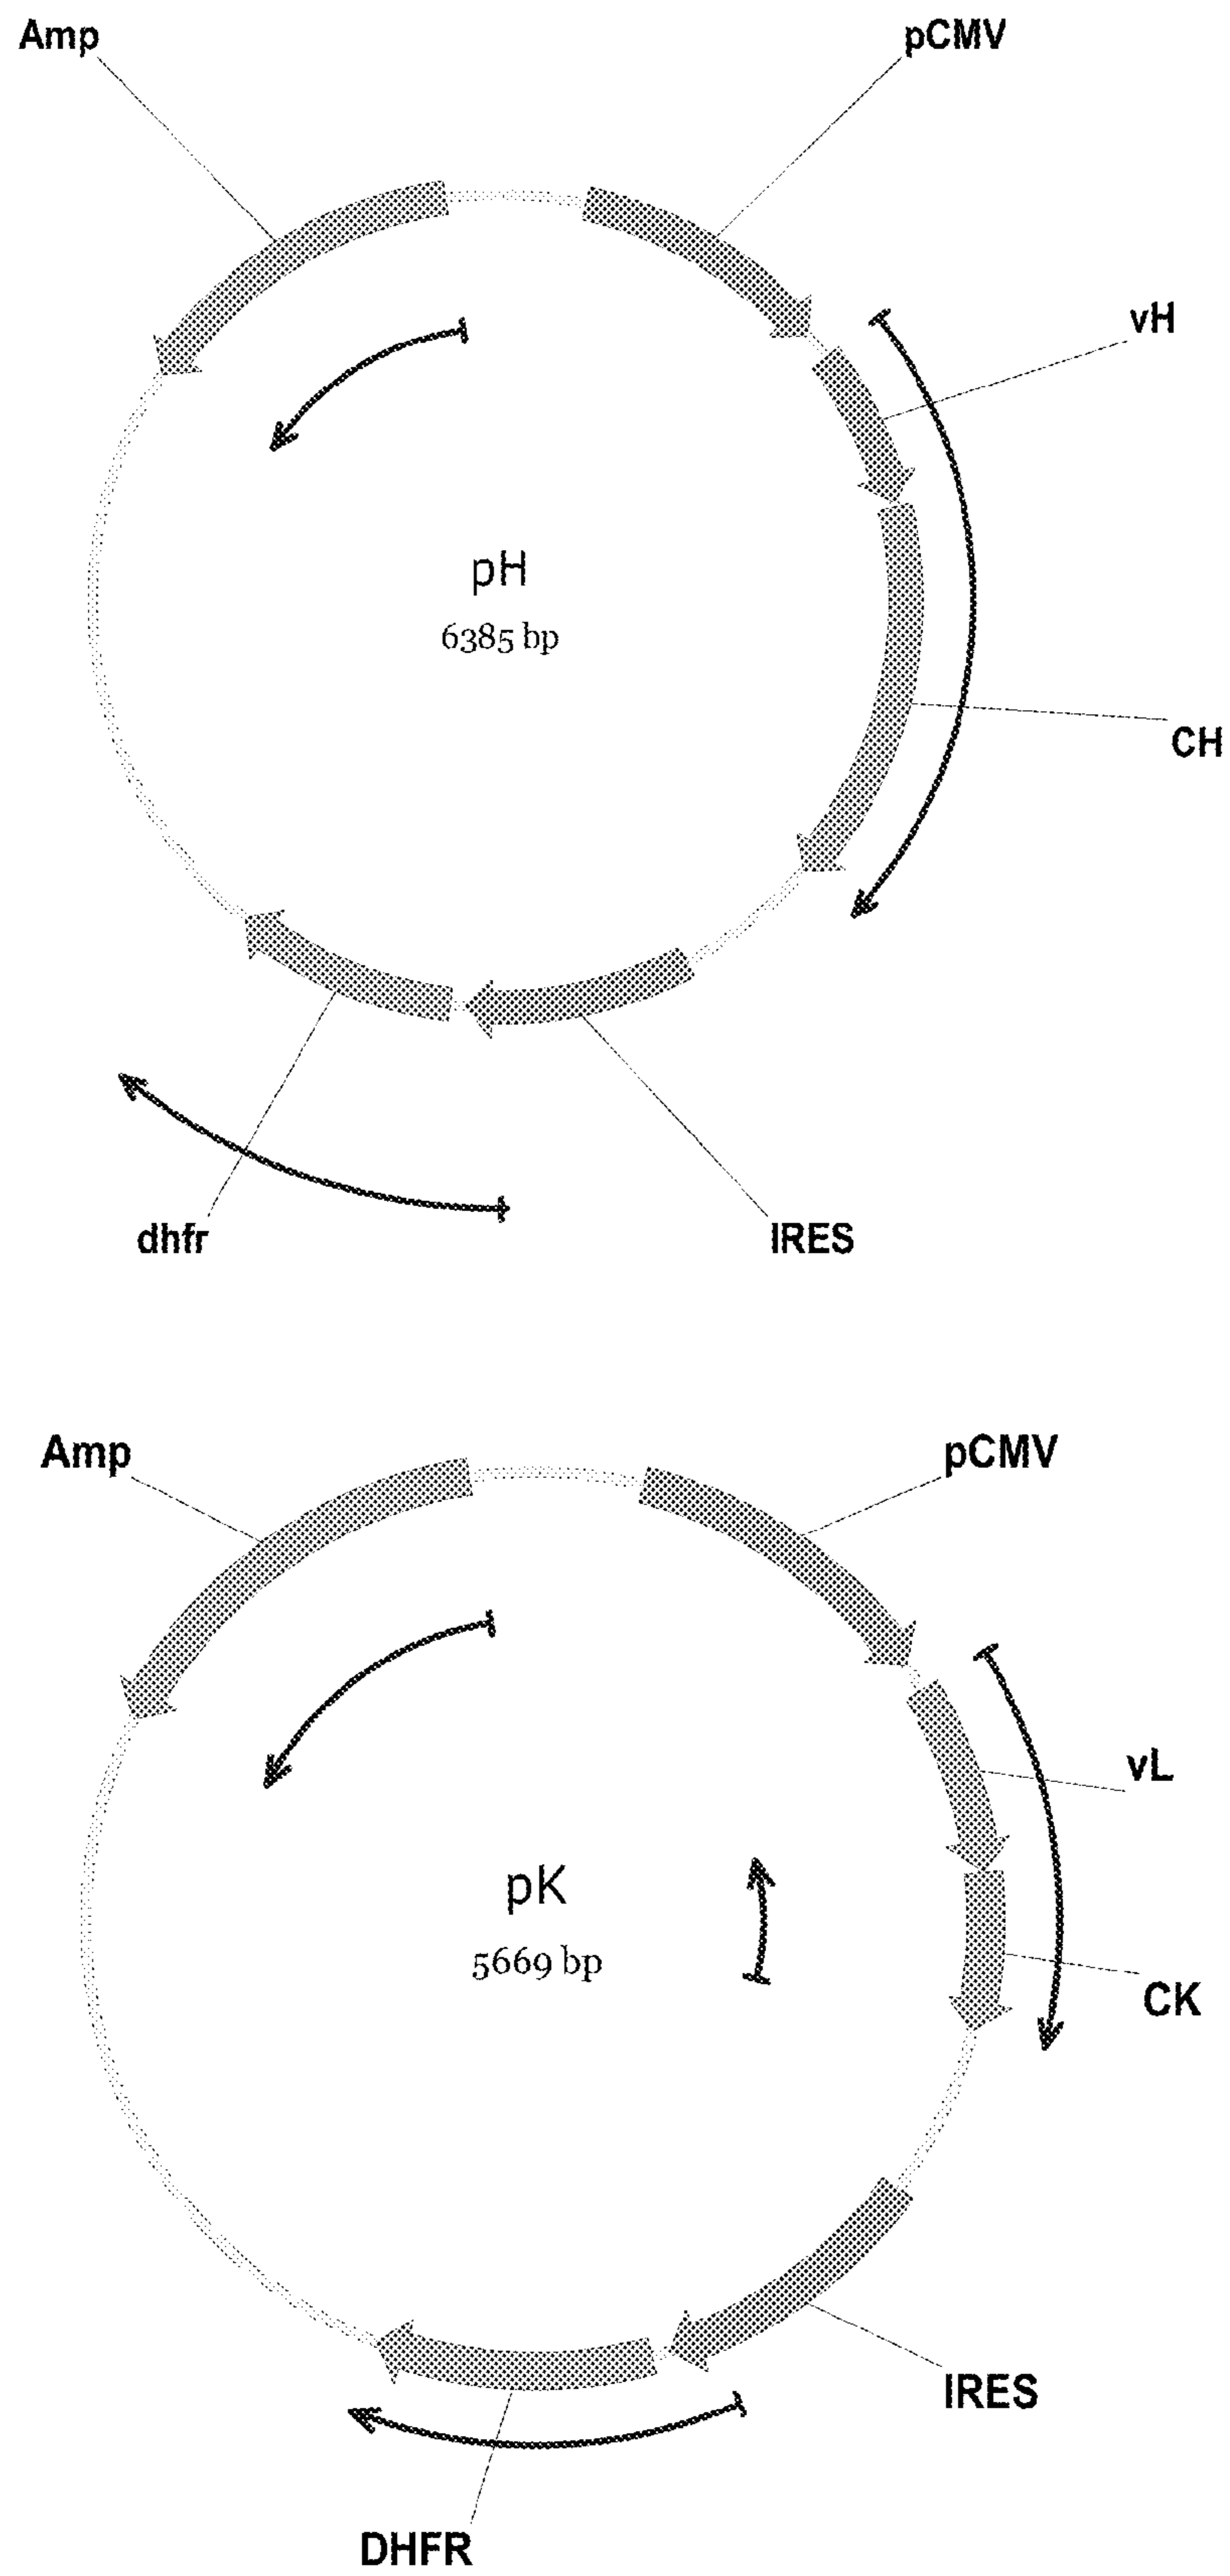 Amp
pCMV
vH
pH
6385 bp
CH
dhfr
IRES
Amp
pCMV
vL
pK
5669 bp
CK
IRES
DHFR